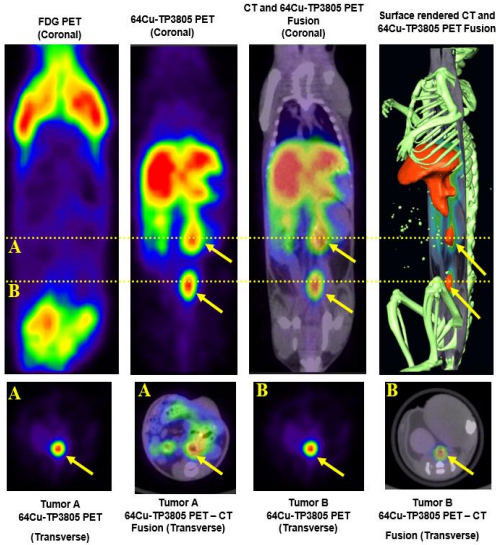 FDG PET
(Coronal)
64Cu-TP3805 PET
(Coronal)
CT and 64Cu-TP3805 PET
Fusion
(Coronal)
Surface rendered CT and
64Cu-TP3805 PET Fusion
A
B
A
A
B
B
Tumor A
64Cu-TP3805 PET
(Transverse)
Tumor A
64Cu-TP3805 PET – CT
Fusion (Transverse)
Tumor B
64Cu-TP3805 PET
(Transverse)
Tumor B
64Cu-TP3805 PET – CT
Fusion (Transverse)